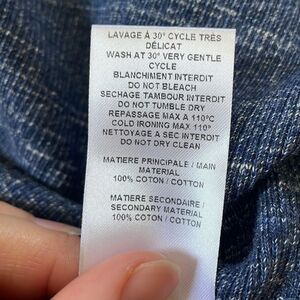 LAVAGE À 30° CYCLE TRÈS
DÉLICAT
WASH AT 30° VERY GENTLE
CYCLE
BLANCHIMENT INTERDIT
DO NOT BLEACH
SECHAGE TAMBOUR INTERDIT
DO NOT TUMBLE DRY
REPASSAGE MAX A 110°C
COLD IRONING MAX 110°
NETTOYAGE A SEC INTERDIT
DO NOT DRY CLEAN
MATIERE PRINCIPALE / MAIN
MATERIAL
100% COTON / COTTON
MATIERE SECONDAIRE /
SECONDARY MATERIAL
100% COTON / COTTON